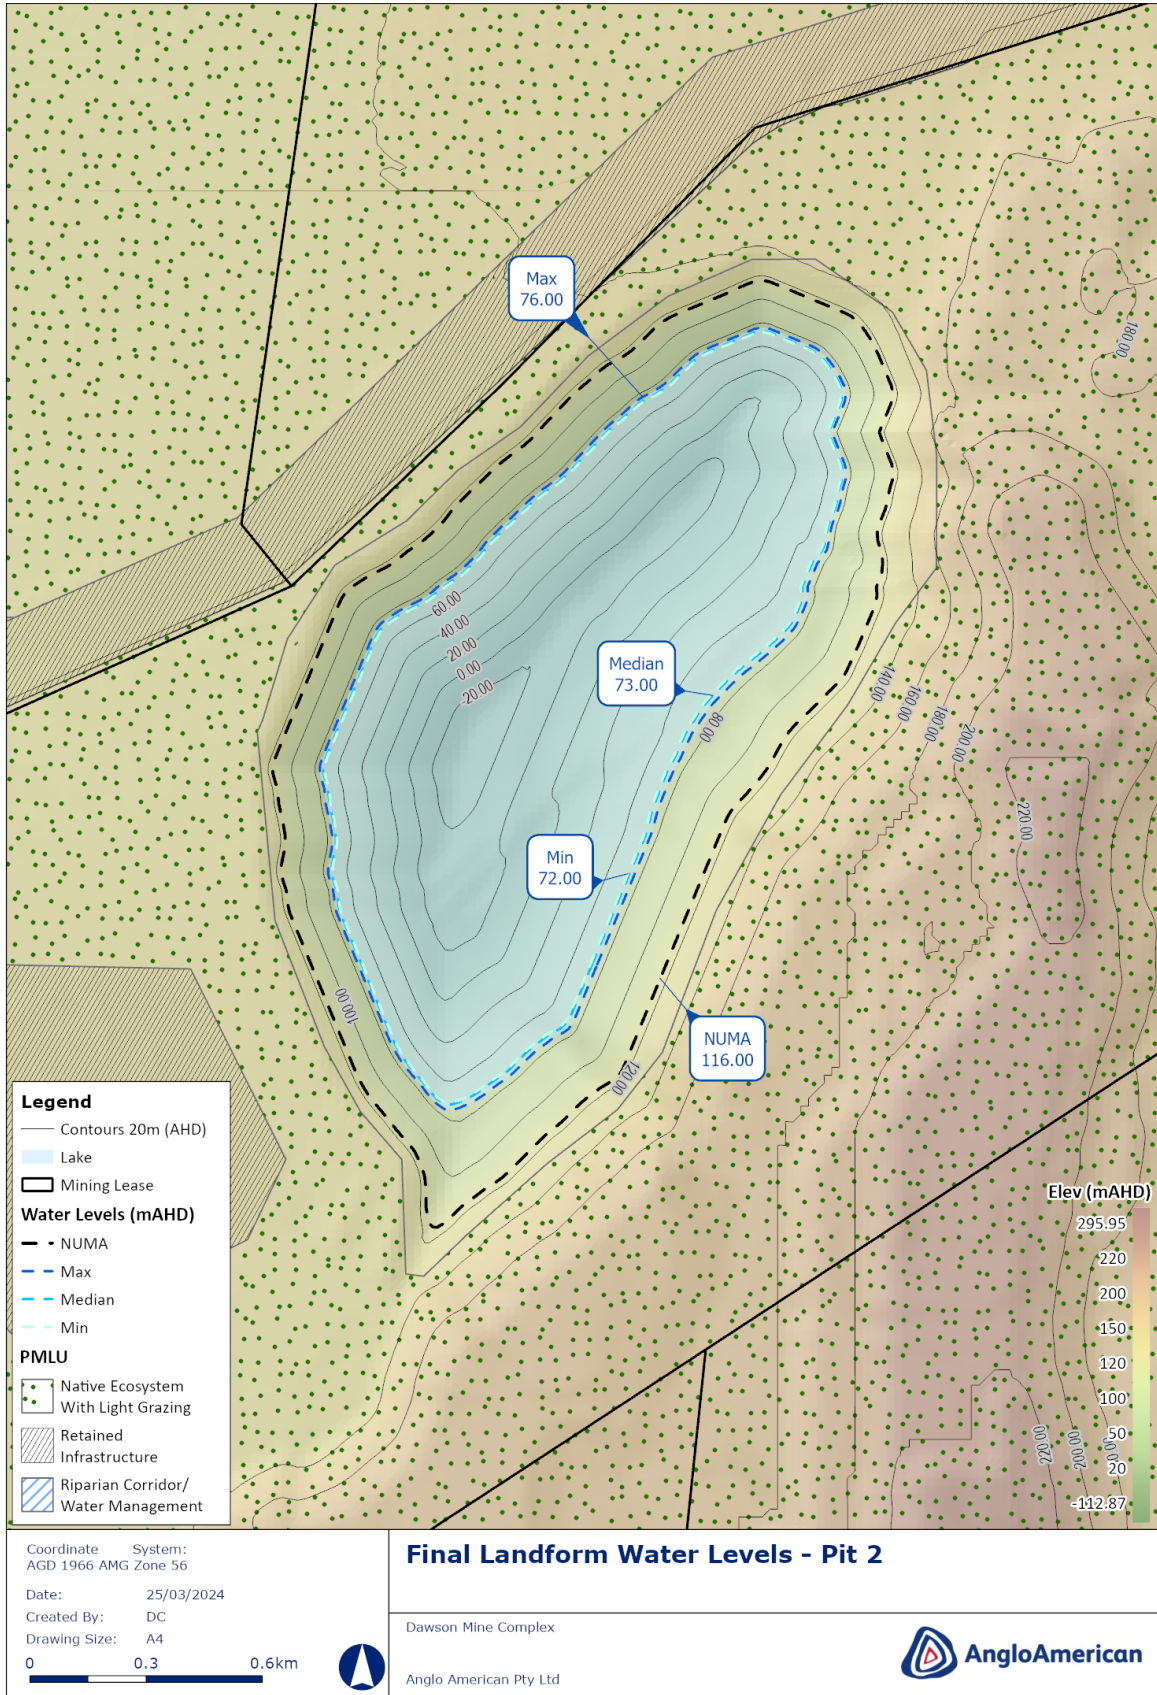 Max
76.00
180.00
60.00
40.00
20.00
0.00
-20.00
Median
73.00
80.00
140.00
160.00
180.00
200.00
220.00
Min
72.00
100.00
NUMA
116.00
120.00
Legend
Contours 20m (AHD)
Lake
Mining Lease
Water Levels (mAHD)
NUMA
Max
Median
Min
PMLU
Native Ecosystem
With Light Grazing
Retained
Infrastructure
Riparian Corridor/
Water Management
Elev (mAHD)
295.95
220
200
150
120
100
50
20
-112.87
220.00
200.00
Coordinate System:
AGD 1966 AMG Zone 56
Date: 25/03/2024
Created By: DC
Drawing Size: A4
0 0.3 0.6km
Final Landform Water Levels - Pit 2
Dawson Mine Complex
Anglo American Pty Ltd
AngloAmerican